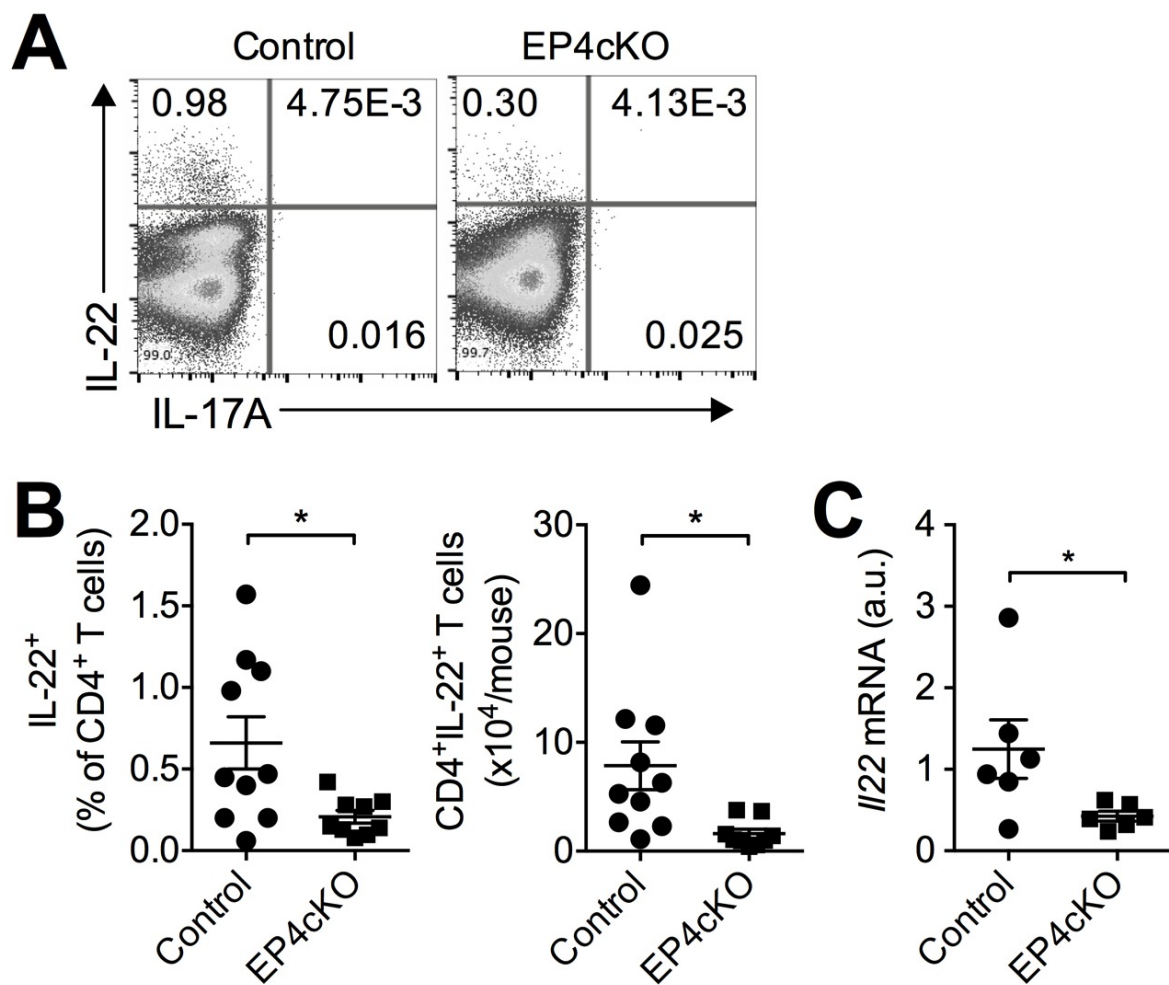 A
Control
EP4cKO
0.98
4.75E-3
0.30
4.13E-3
IL-22
0.016
0.025
99.0
99.7
IL-17A
B
IL-22⁺
(% of CD4⁺ T cells)
2.0
1.5
1.0
0.5
0.0
*
Control
EP4cKO
CD4⁺IL-22⁺ T cells
(x10⁴/mouse)
30
20
10
0
*
Control
EP4cKO
C
Il22 mRNA (a.u.)
4
3
2
1
0
*
Control
EP4cKO